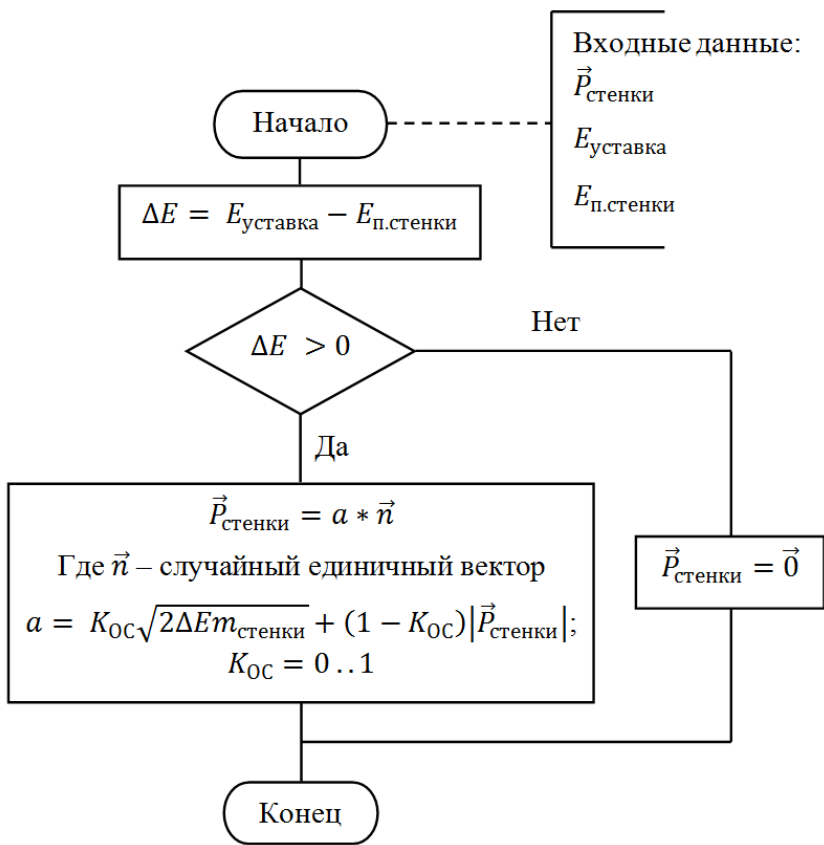 Входные данные:
P⃗стенки
Eуставка
Eп.стенки
Начало
ΔE = Eуставка − Eп.стенки
ΔE > 0
Нет
Да
P⃗стенки = a ∗ n⃗
Где n⃗ – случайный единичный вектор
a = KОС√(2ΔEmстенки) + (1 − KОС)|P⃗стенки|;
KОС = 0 . . 1
P⃗стенки = 0⃗
Конец